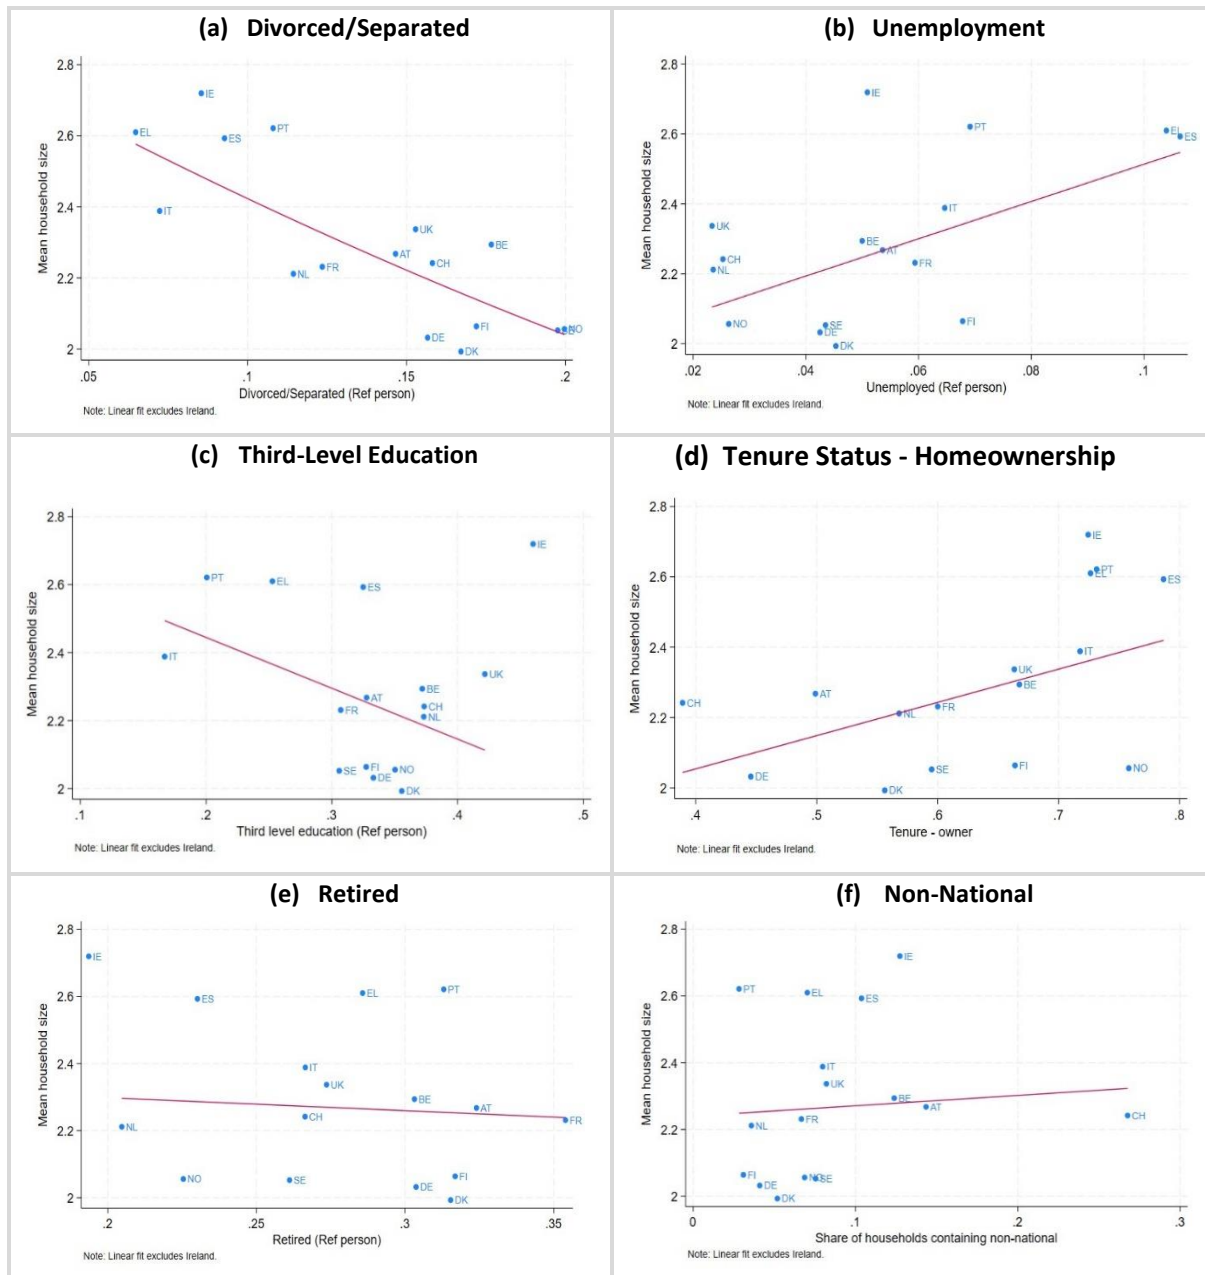 (a) Divorced/Separated
Mean household size
2.8
2.6
2.4
2.2
2
IE
EL
ES
PT
IT
UK
BE
AT
CH
FR
NL
FI
NO
DE
DK
.05
.1
.15
.2
Divorced/Separated (Ref person)
Note: Linear fit excludes Ireland.
(b) Unemployment
Mean household size
2.8
2.6
2.4
2.2
2
IE
PT
EL
ES
IT
UK
BE
AT
CH
FR
NL
NO
SE
FI
DE
DK
.02
.04
.06
.08
.1
Unemployed (Ref person)
Note: Linear fit excludes Ireland.
(c) Third-Level Education
Mean household size
2.8
2.6
2.4
2.2
2
IE
PT
EL
ES
IT
UK
BE
AT
CH
FR
NL
SE
FI
NO
DE
DK
.1
.2
.3
.4
.5
Third level education (Ref person)
Note: Linear fit excludes Ireland.
(d) Tenure Status - Homeownership
Mean household size
2.8
2.6
2.4
2.2
2
IE
PT
EL
ES
IT
UK
BE
AT
CH
FR
NL
SE
FI
NO
DE
DK
.4
.5
.6
.7
.8
Tenure - owner
Note: Linear fit excludes Ireland.
(e) Retired
Mean household size
2.8
2.6
2.4
2.2
2
IE
ES
EL
PT
IT
UK
BE
AT
CH
FR
NL
NO
SE
FI
DE
DK
.2
.25
.3
.35
Retired (Ref person)
Note: Linear fit excludes Ireland.
(f) Non-National
Mean household size
2.8
2.6
2.4
2.2
2
IE
PT
EL
ES
IT
UK
BE
AT
CH
FR
NL
FI
NO
SE
DE
DK
0
.1
.2
.3
Share of households containing non-national
Note: Linear fit excludes Ireland.